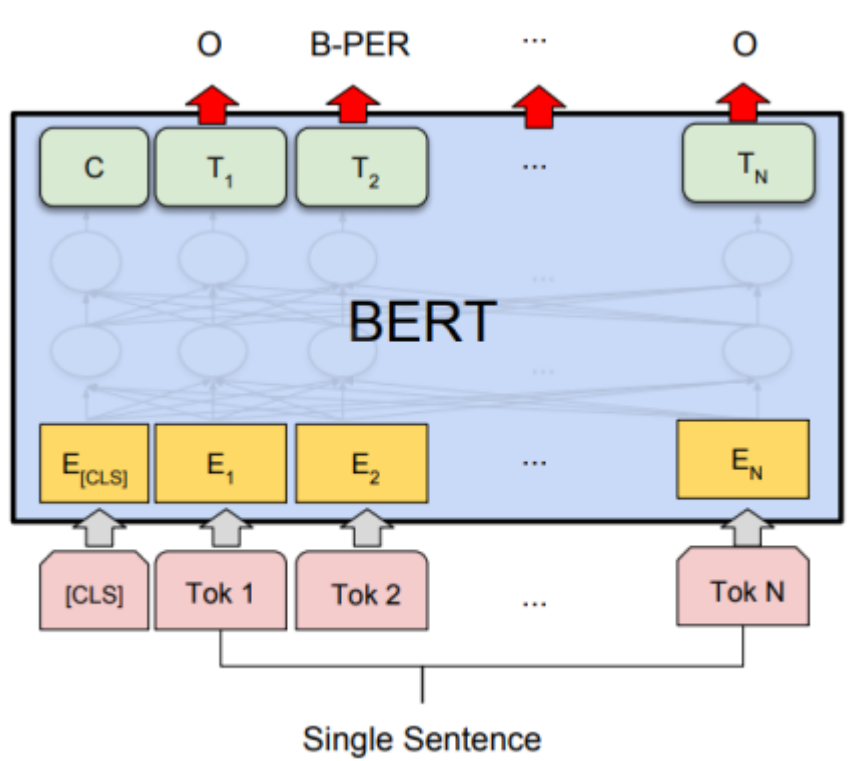 O B-PER ... O
C T1 T2 ... TN
...
BERT
...
E[CLS] E1 E2 ... EN
[CLS] Tok 1 Tok 2 ... Tok N
Single Sentence